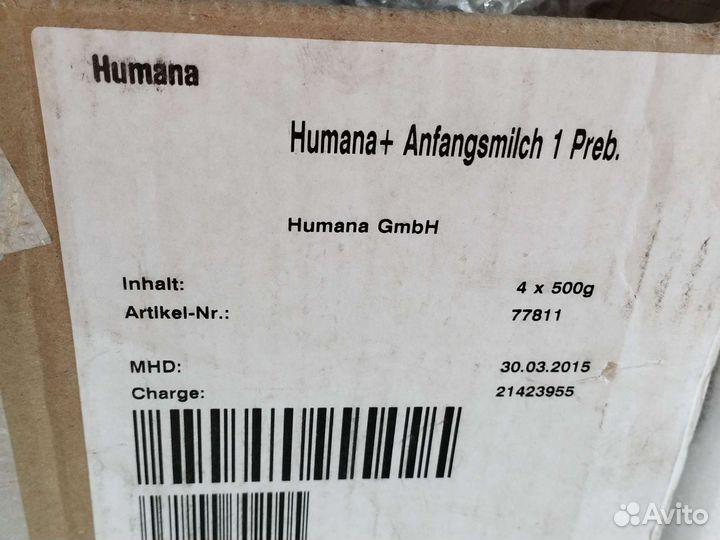 Humana
Humana+ Anfangsmilch 1 Preb.
Humana GmbH
Inhalt: 4 x 500g
Artikel-Nr.: 77811
MHD: 30.03.2015
Charge: 21423955
Avito